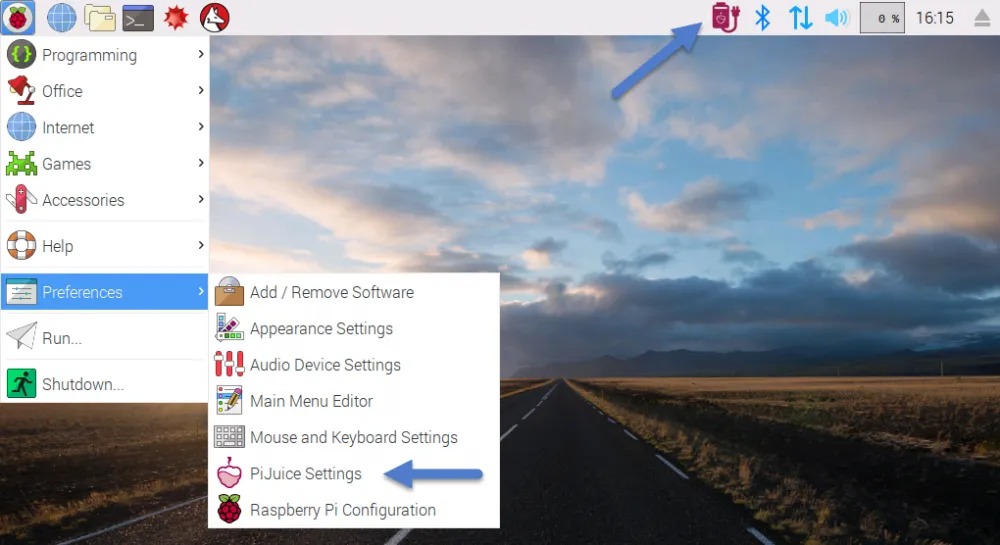 0 %
16:15
Programming
Office
Internet
Games
Accessories
Help
Preferences
Run...
Shutdown...
Add / Remove Software
Appearance Settings
Audio Device Settings
Main Menu Editor
Mouse and Keyboard Settings
PiJuice Settings
Raspberry Pi Configuration